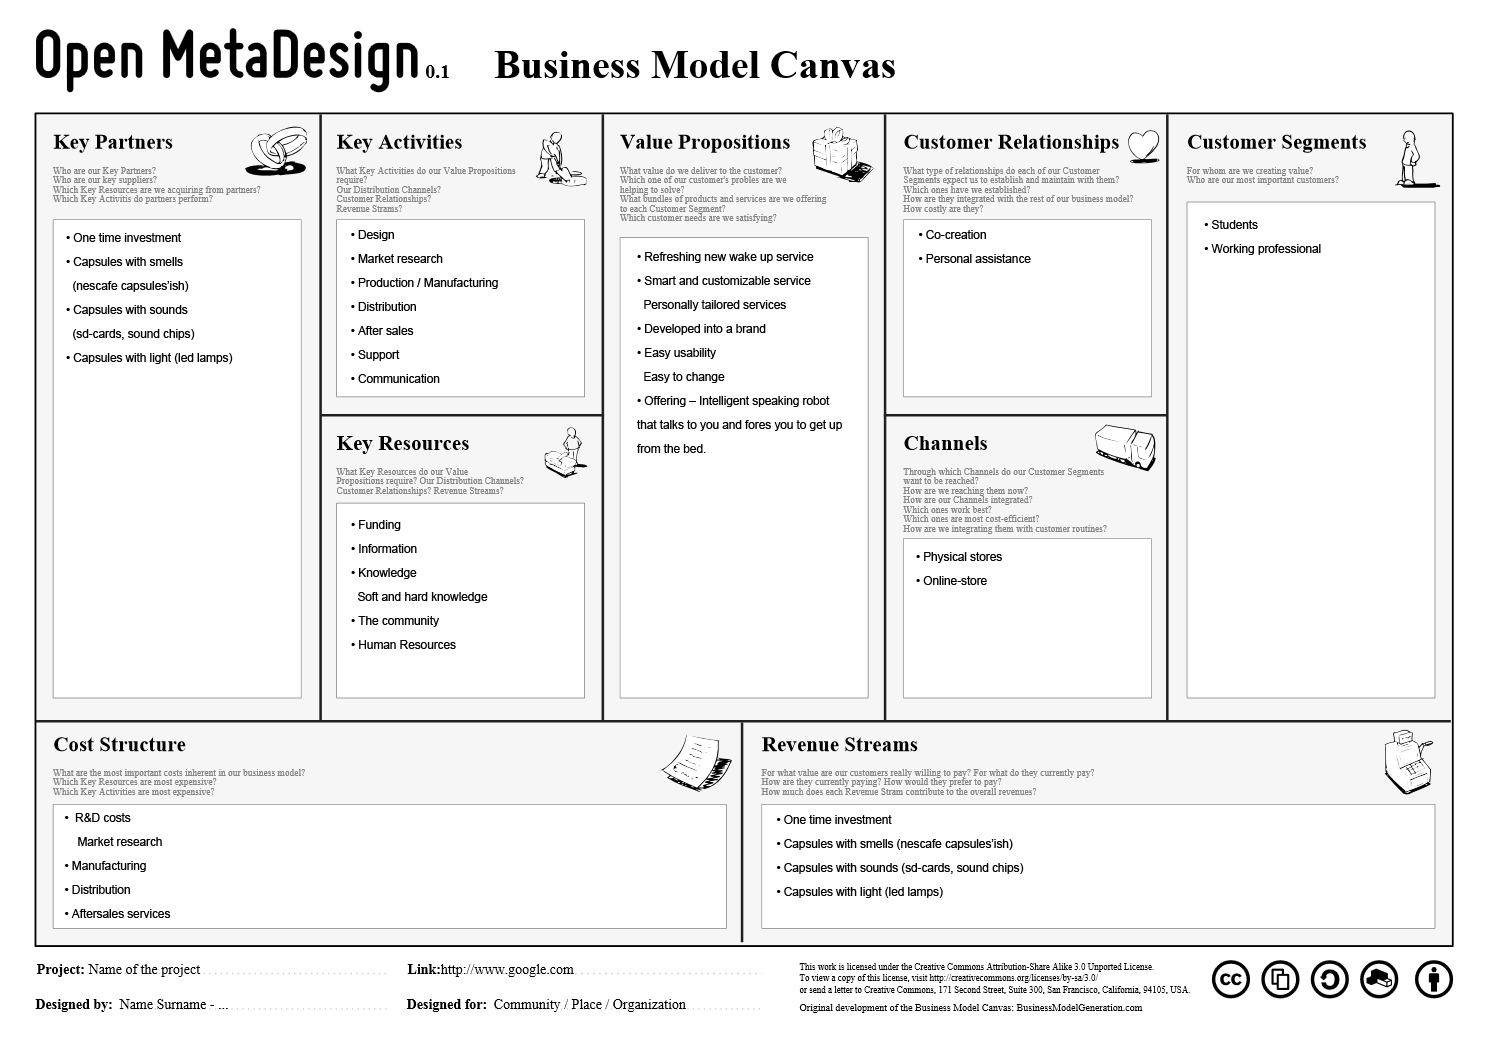 Open MetaDesign 0.1 Business Model Canvas
Key Partners
Who are our Key Partners?
Who are our key suppliers?
Which Key Resources are we acquiring from partners?
Which Key Activitis do partners perform?
• One time investment
• Capsules with smells
(nescafe capsules’ish)
• Capsules with sounds
(sd-cards, sound chips)
• Capsules with light (led lamps)
Key Activities
What Key Activities do our Value Propositions
require?
Our Distribution Channels?
Customer Relationships?
Revenue Strams?
• Design
• Market research
• Production / Manufacturing
• Distribution
• After sales
• Support
• Communication
Key Resources
What Key Resources do our Value
Propositions require? Our Distribution Channels?
Customer Relationships? Revenue Streams?
• Funding
• Information
• Knowledge
Soft and hard knowledge
• The community
• Human Resources
Value Propositions
What value do we deliver to the customer?
Which one of our customer's probles are we
helping to solve?
What bundles of products and services are we offering
to each Customer Segment?
Which customer needs are we satisfying?
• Refreshing new wake up service
• Smart and customizable service
Personally tailored services
• Developed into a brand
• Easy usability
Easy to change
• Offering – Intelligent speaking robot
that talks to you and fores you to get up
from the bed.
Customer Relationships
What type of relationships do each of our Customer
Segments expect us to establish and maintain with them?
Which ones have we established?
How are they integrated with the rest of our business model?
How costly are they?
• Co-creation
• Personal assistance
Channels
Through which Channels do our Customer Segments
want to be reached?
How are we reaching them now?
How are our Channels integrated?
Which ones work best?
Which ones are most cost-efficient?
How are we integrating them with customer routines?
• Physical stores
• Online-store
Customer Segments
For whom are we creating value?
Who are our most important customers?
• Students
• Working professional
Cost Structure
What are the most important costs inherent in our business model?
Which Key Resources are most expensive?
Which Key Activities are most expensive?
• R&D costs
Market research
• Manufacturing
• Distribution
• Aftersales services
Revenue Streams
For what value are our customers really willing to pay? For what do they currently pay?
How are they currently paying? How would they prefer to pay?
How much does each Revenue Stram contribute to the overall revenues?
• One time investment
• Capsules with smells (nescafe capsules’ish)
• Capsules with sounds (sd-cards, sound chips)
• Capsules with light (led lamps)
Project: Name of the project
Link:http://www.google.com
Designed by: Name Surname - ...
Designed for: Community / Place / Organization
This work is licensed under the Creative Commons Attribution-Share Alike 3.0 Unported License.
To view a copy of this license, visit http://creativecommons.org/licenses/by-sa/3.0/
or send a letter to Creative Commons, 171 Second Street, Suite 300, San Francisco, California, 94105, USA.
Original development of the Business Model Canvas: BusinessModelGeneration.com
cc